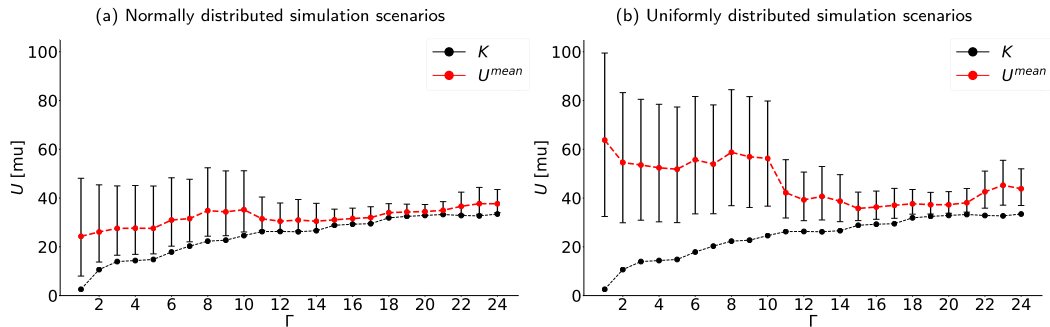 (a) Normally distributed simulation scenarios
100
80
60
40
20
0
U [mu]
K
U^mean
2 4 6 8 10 12 14 16 18 20 22 24
Γ
(b) Uniformly distributed simulation scenarios
100
80
60
40
20
0
U [mu]
K
U^mean
2 4 6 8 10 12 14 16 18 20 22 24
Γ